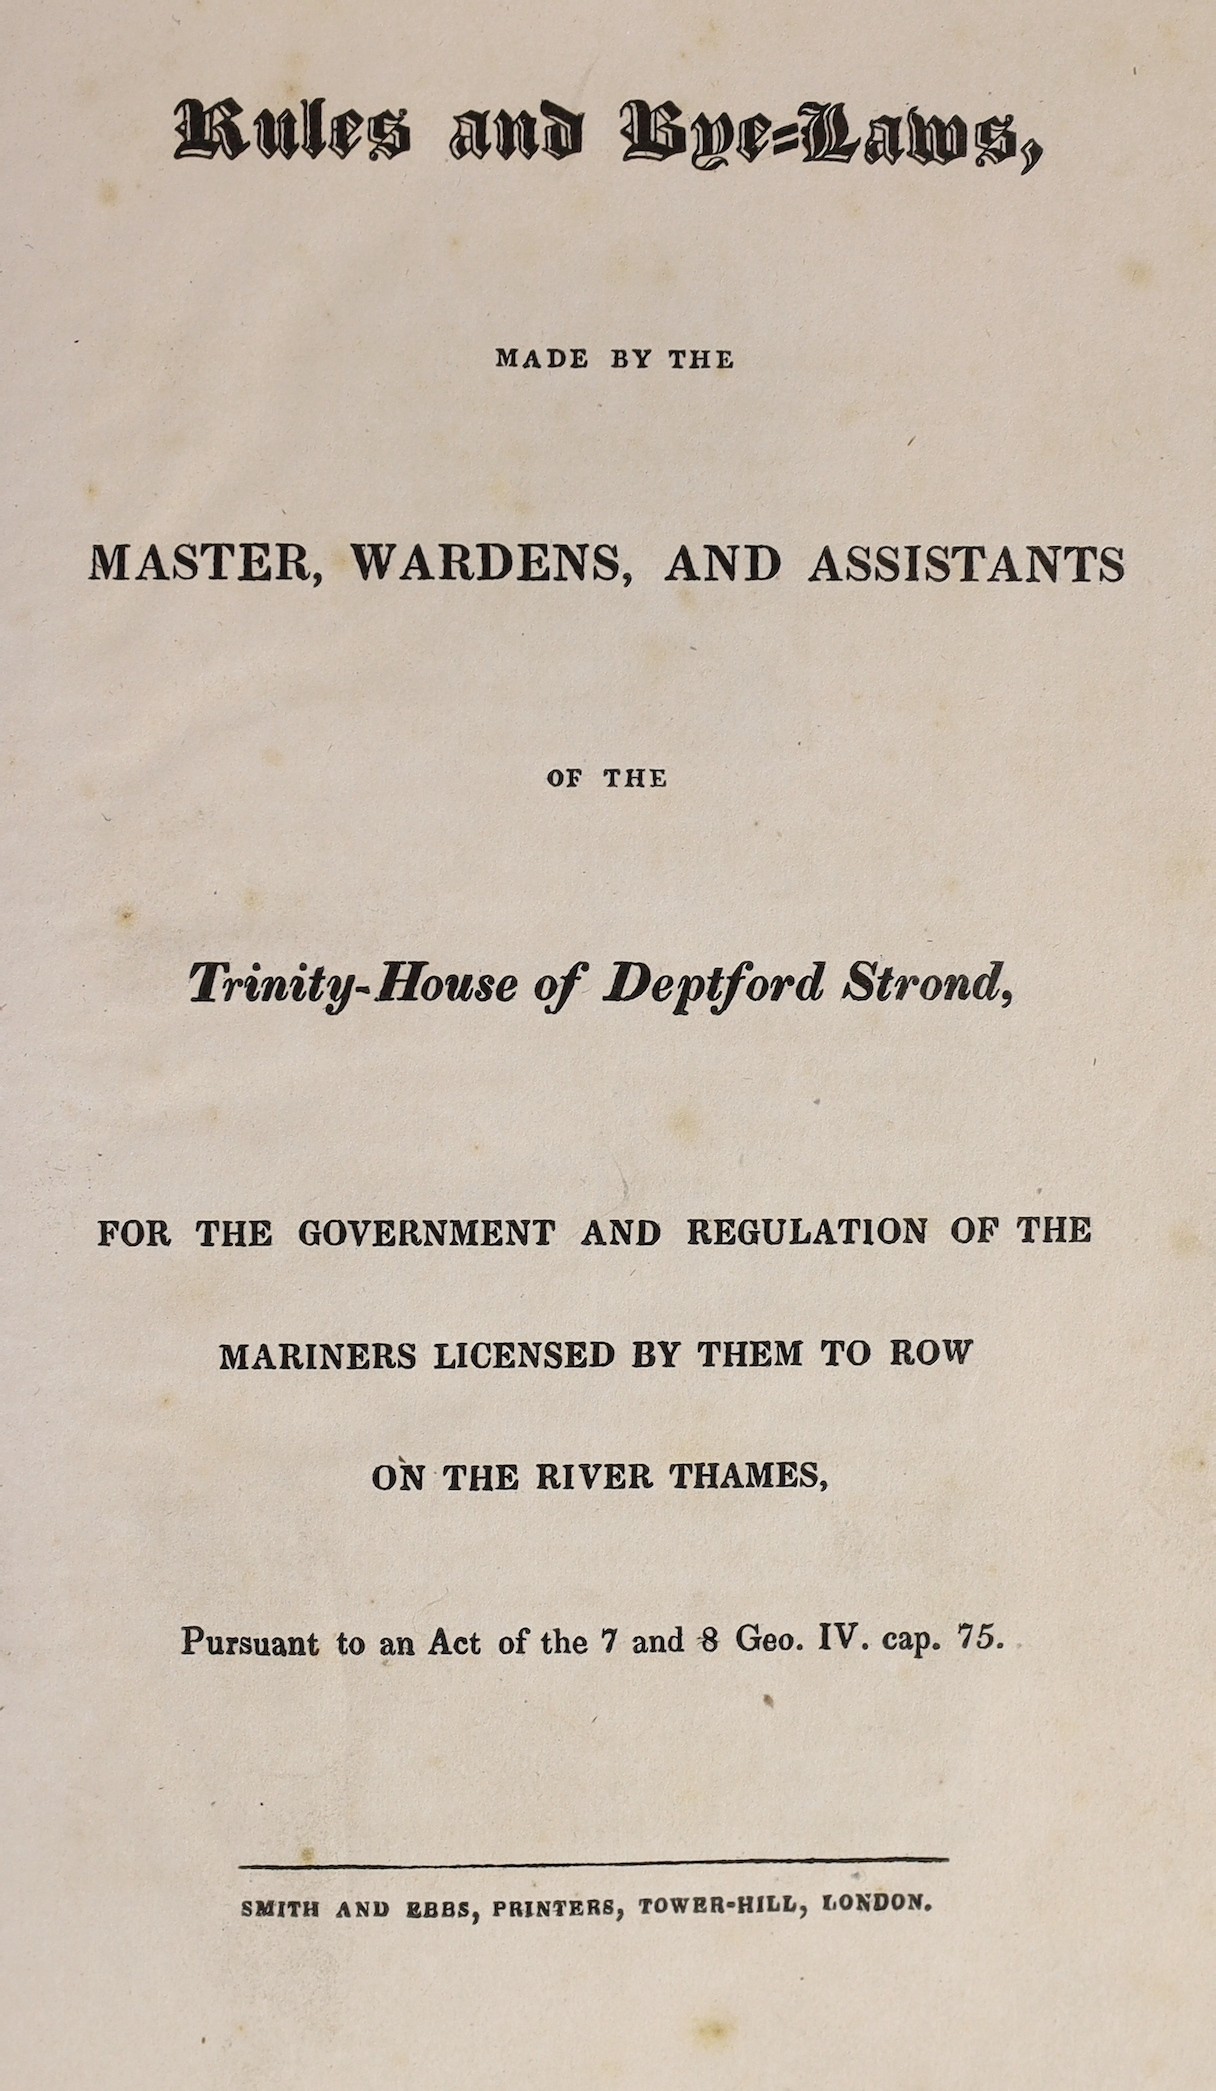 Rules and Bye-Laws,
MADE BY THE
MASTER, WARDENS, AND ASSISTANTS
OF THE
Trinity-House of Deptford Strond,
FOR THE GOVERNMENT AND REGULATION OF THE
MARINERS LICENSED BY THEM TO ROW
ON THE RIVER THAMES,
Pursuant to an Act of the 7 and 8 Geo. IV. cap. 75.
SMITH AND EBBS, PRINTERS, TOWER-HILL, LONDON.